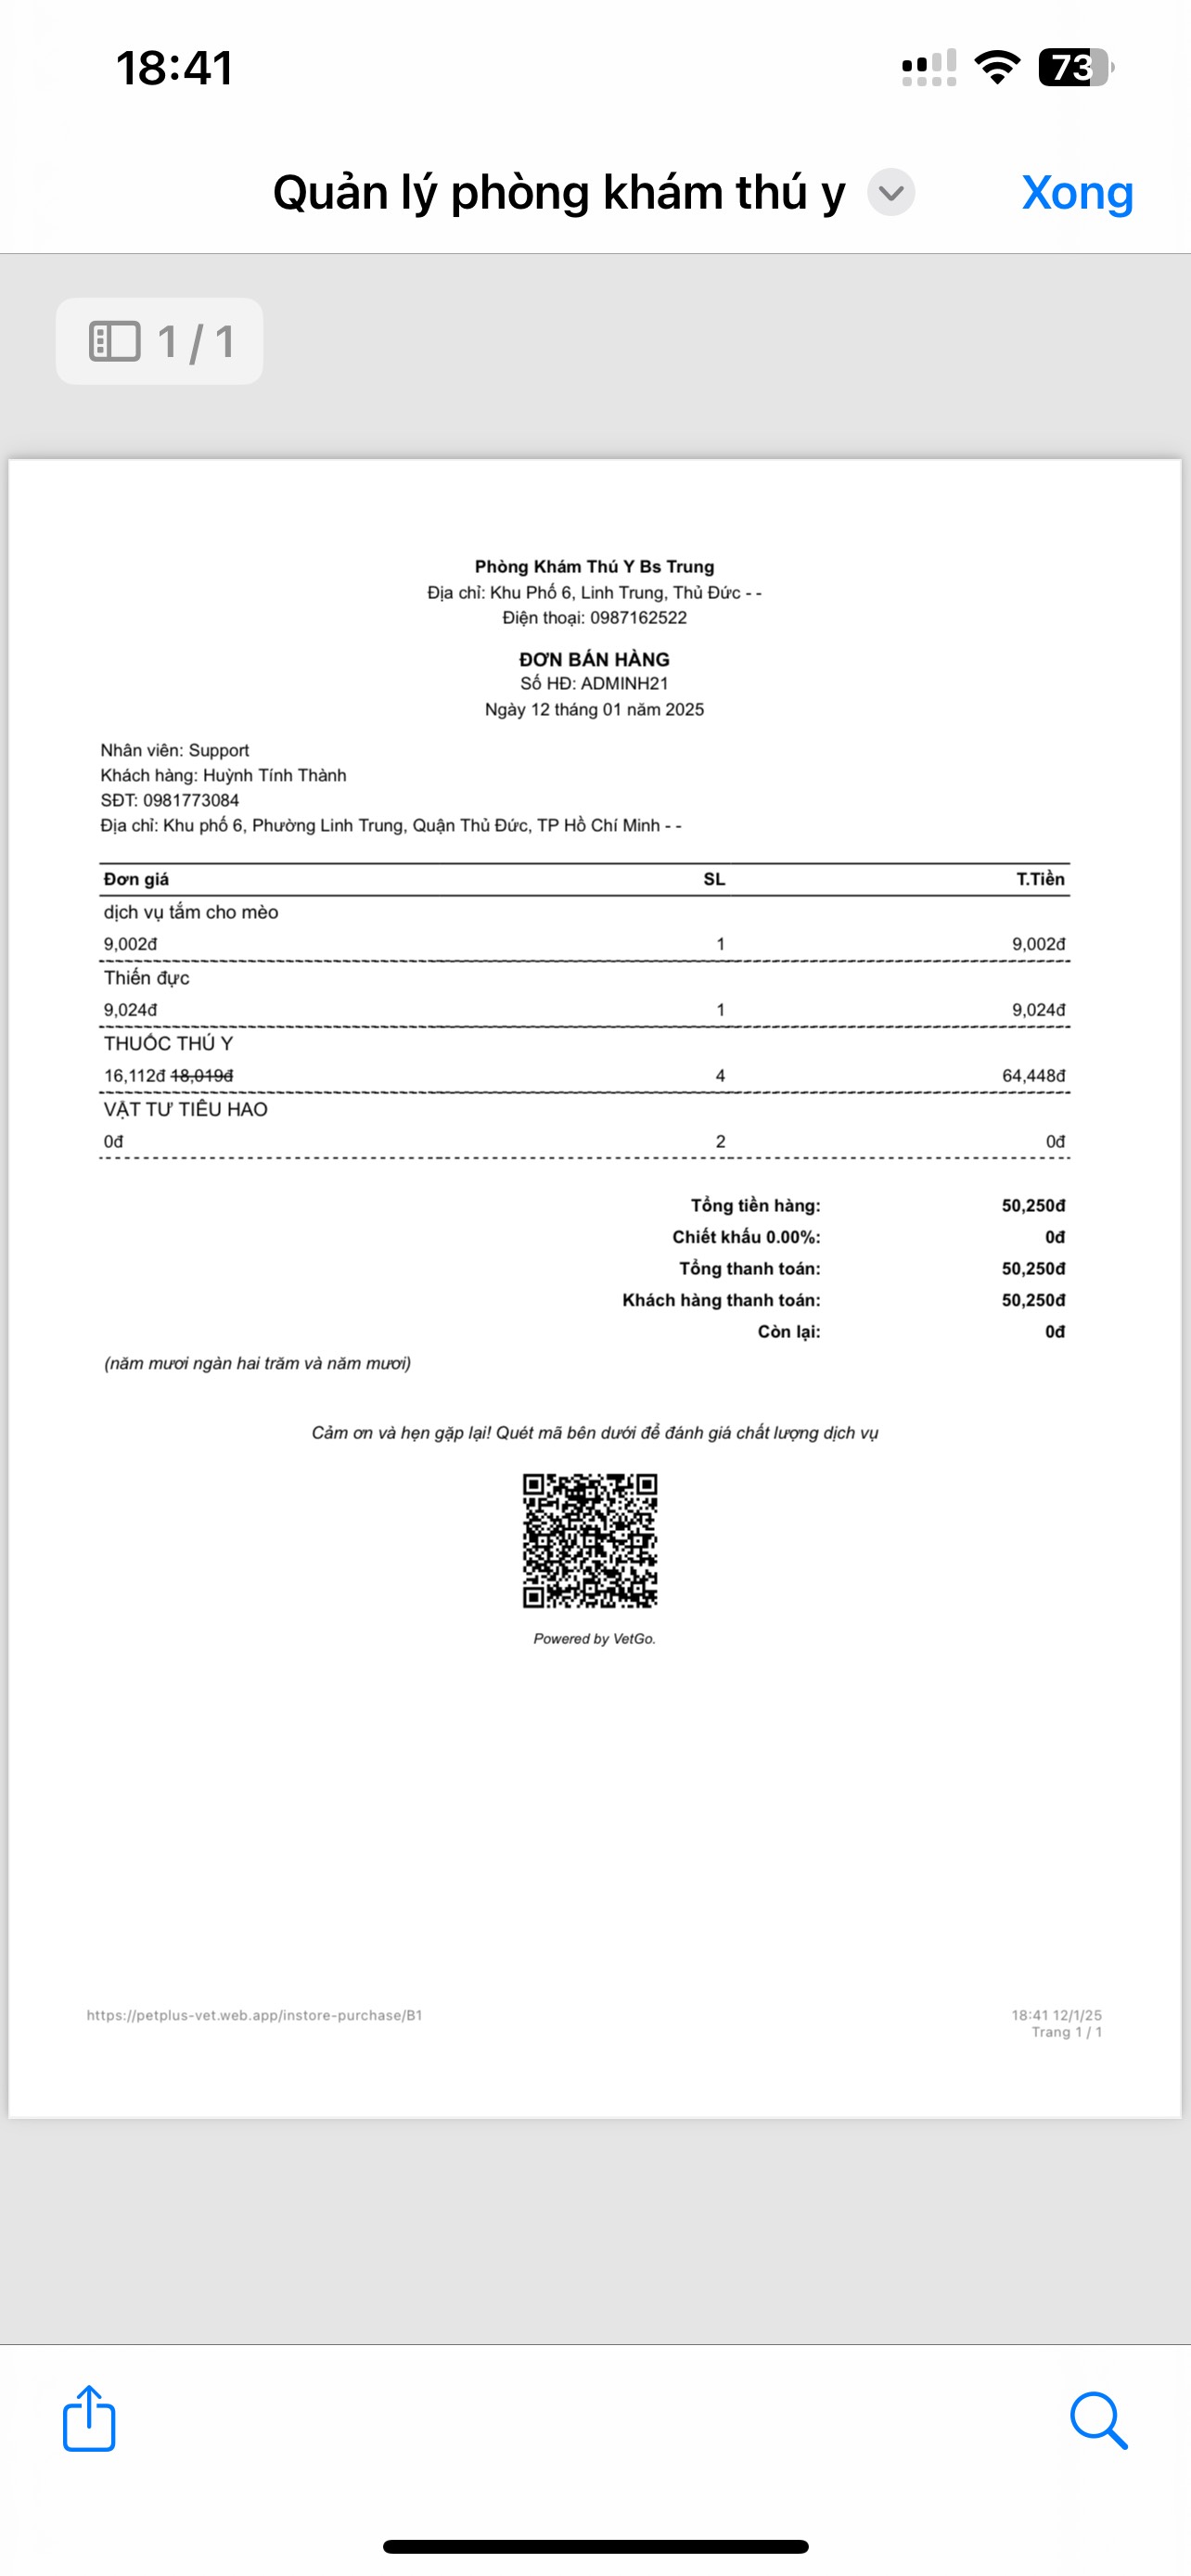 18:41
73
Quản lý phòng khám thú y
Xong
1 / 1
Phòng Khám Thú Y Bs Trung
Địa chỉ: Khu Phố 6, Linh Trung, Thủ Đức - -
Điện thoại: 0987162522
ĐƠN BÁN HÀNG
Số HĐ: ADMINH21
Ngày 12 tháng 01 năm 2025
Nhân viên: Support
Khách hàng: Huỳnh Tính Thành
SĐT: 0981773084
Địa chỉ: Khu phố 6, Phường Linh Trung, Quận Thủ Đức, TP Hồ Chí Minh - -
Đơn giá SL T.Tiền
dịch vụ tắm cho mèo
9,002đ 1 9,002đ
Thiến đực
9,024đ 1 9,024đ
THUỐC THÚ Y
16,112đ 18,019đ 4 64,448đ
VẬT TƯ TIÊU HAO
0đ 2 0đ
Tổng tiền hàng: 50,250đ
Chiết khấu 0.00%: 0đ
Tổng thanh toán: 50,250đ
Khách hàng thanh toán: 50,250đ
Còn lại: 0đ
(năm mươi ngàn hai trăm và năm mươi)
Cảm ơn và hẹn gặp lại! Quét mã bên dưới để đánh giá chất lượng dịch vụ
Powered by VetGo.
https://petplus-vet.web.app/instore-purchase/B1
18:41 12/1/25
Trang 1 / 1